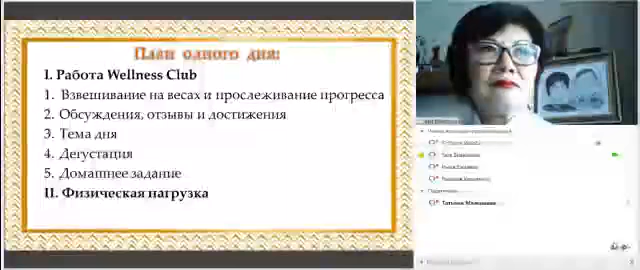 План одного дня:
I. Работа Wellness Club
1. Взвешивание на весах и прослеживание прогресса
2. Обсуждения, отзывы и достижения
3. Тема дня
4. Дегустация
5. Домашнее задание
II. Физическая нагрузка
Татьяна